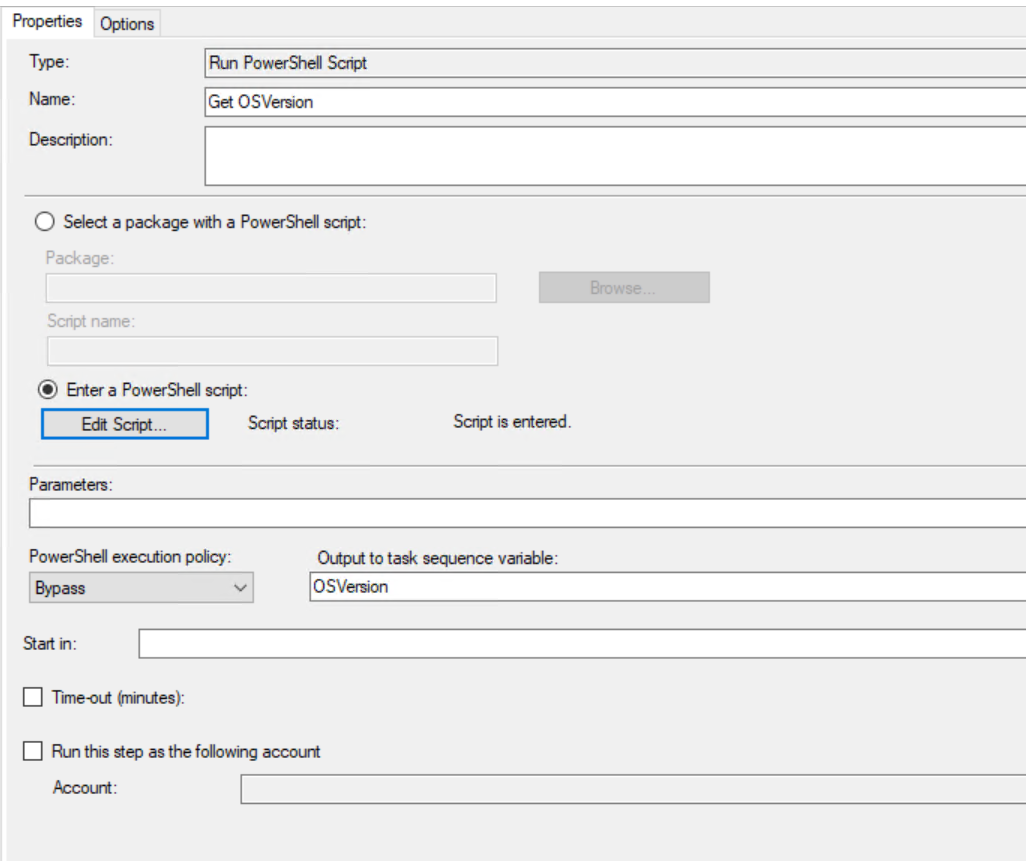 Properties Options
Type: Run PowerShell Script
Name: Get OSVersion
Description:
Select a package with a PowerShell script:
Package:
Browse...
Script name:
Enter a PowerShell script:
Edit Script... Script status: Script is entered.
Parameters:
PowerShell execution policy: Output to task sequence variable:
Bypass OSVersion
Start in:
Time-out (minutes):
Run this step as the following account
Account: